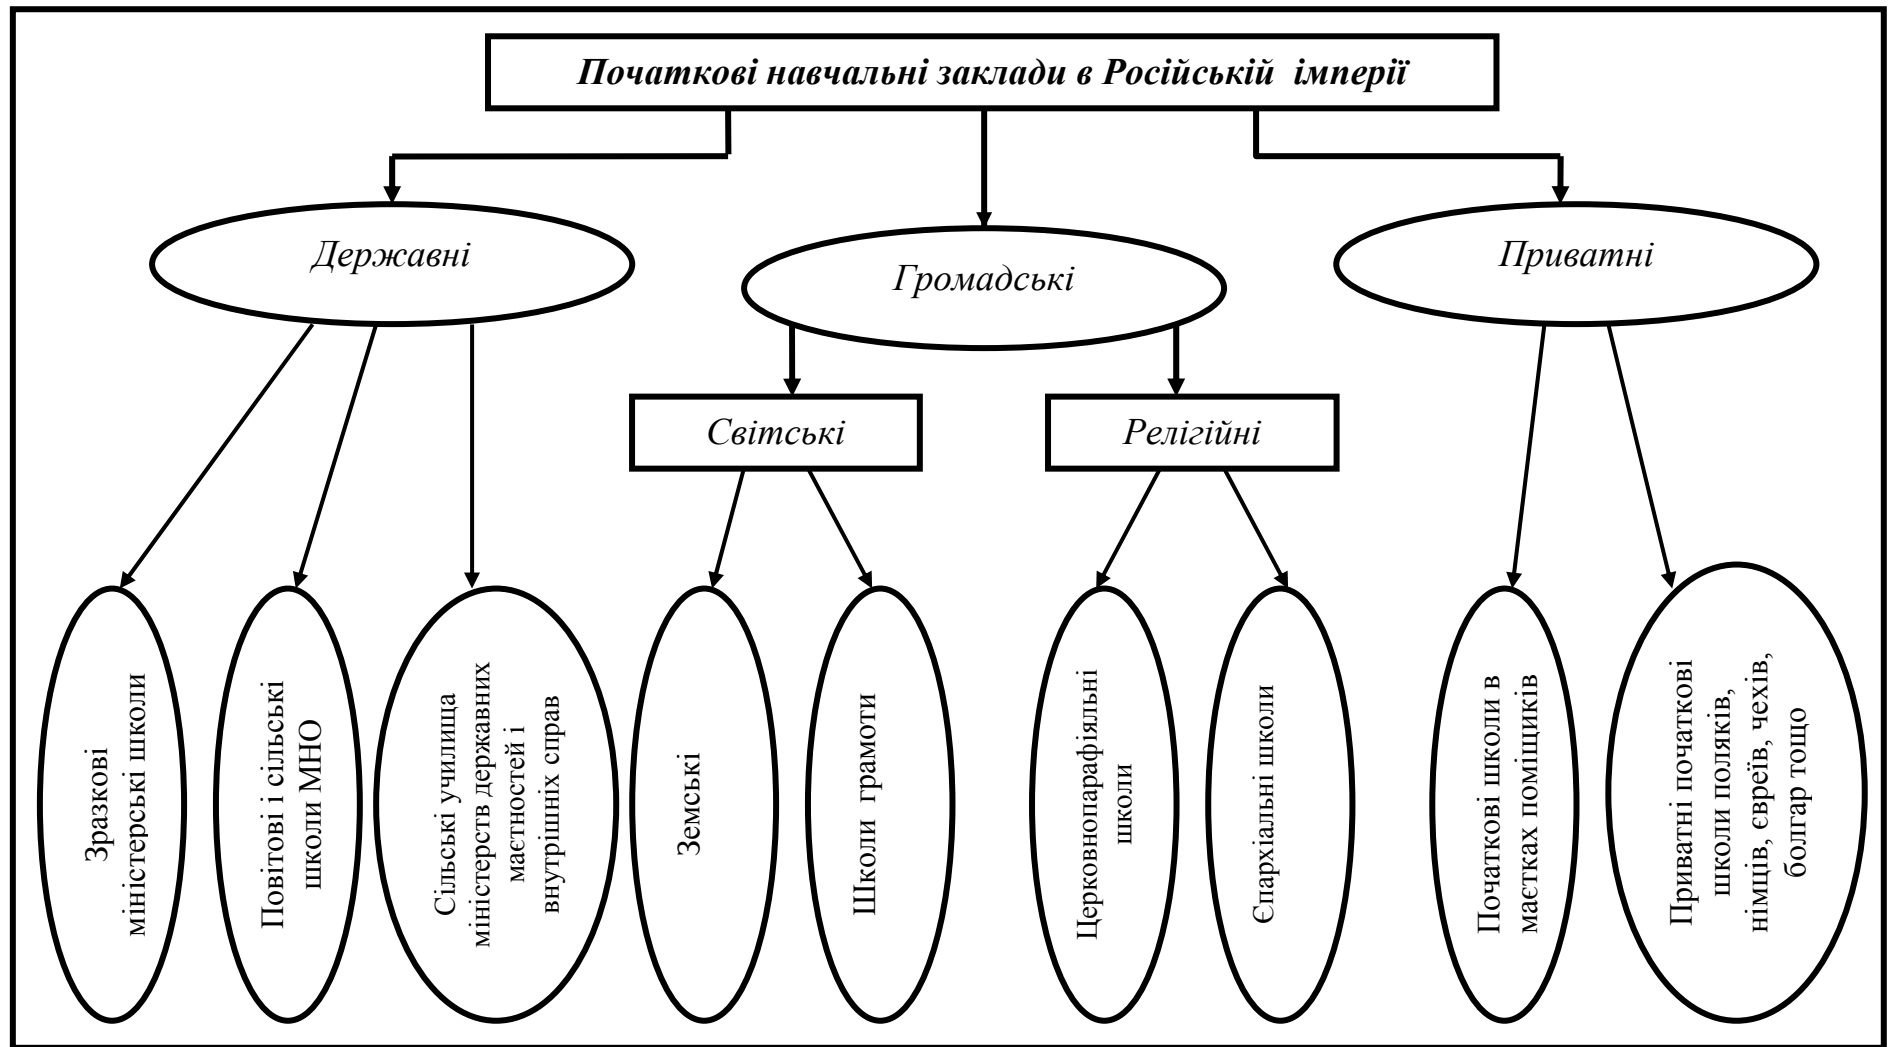 Початкові навчальні заклади в Російській імперії
Державні
Громадські
Приватні
Світські
Релігійні
Зразкові
міністерські школи
Повітові і сільські
школи МНО
Сільські училища
міністерств державних
маєтностей і
внутрішніх справ
Земські
Школи грамоти
Церковнопарафіяльні
школи
Єпархіальні школи
Початкові школи в
маєтках поміщиків
Приватні початкові
школи поляків,
німців, євреїв, чехів,
болгар тощо